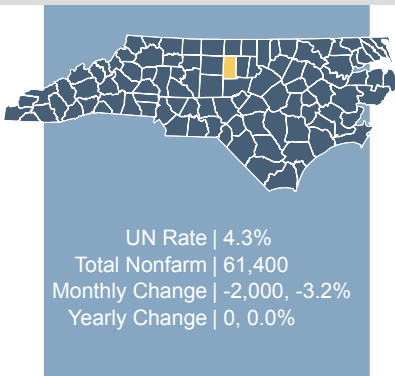 UN Rate | 4.3%
Total Nonfarm | 61,400
Monthly Change | -2,000, -3.2%
Yearly Change | 0, 0.0%